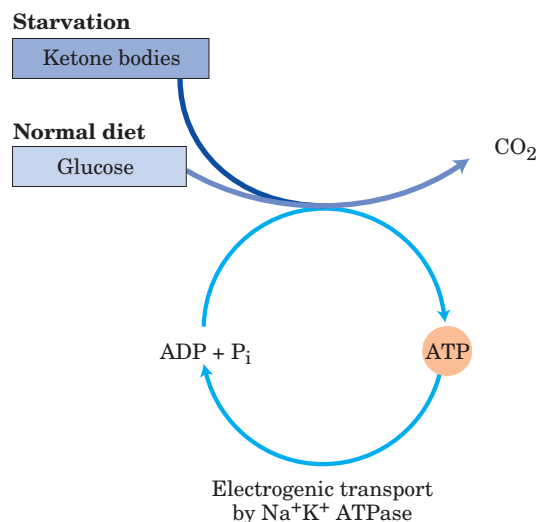 Starvation
Ketone bodies
Normal diet
Glucose
CO₂
ADP + Pᵢ
ATP
Electrogenic transport
by Na⁺K⁺ ATPase